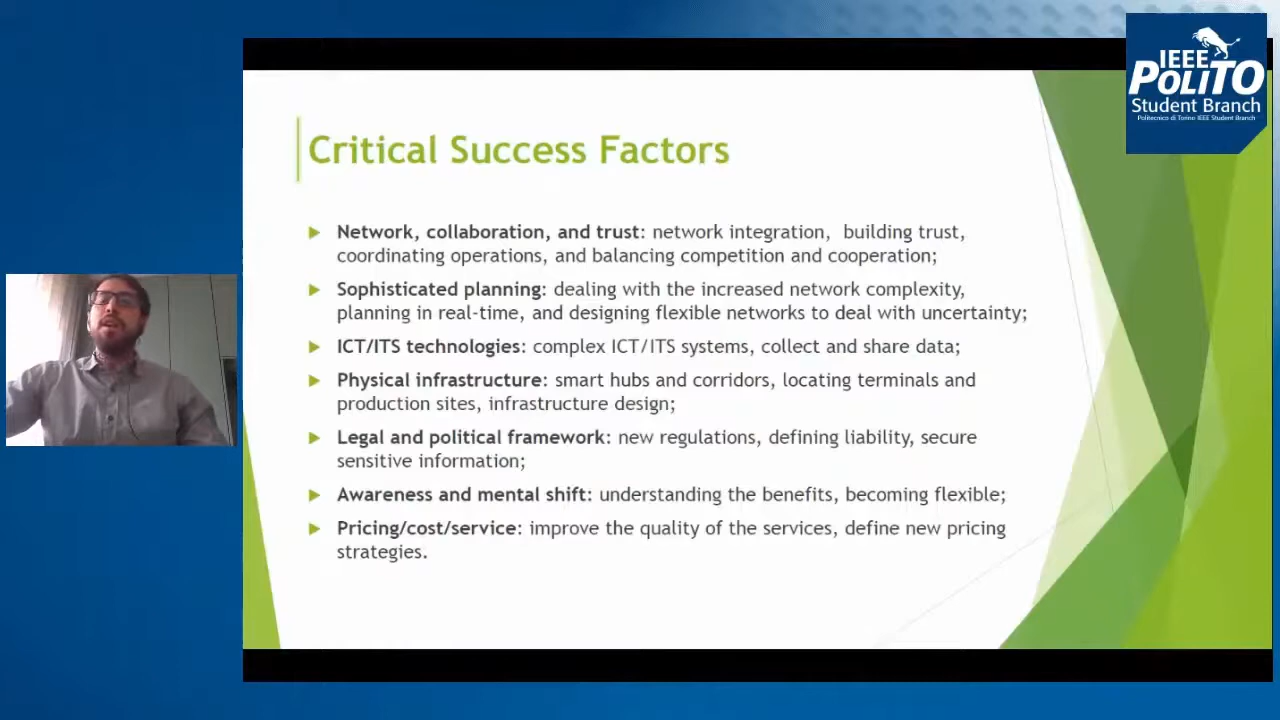 IEEE
POLITO
Student Branch
Politecnico di Torino IEEE Student Branch
Critical Success Factors
Network, collaboration, and trust: network integration, building trust,
coordinating operations, and balancing competition and cooperation;
Sophisticated planning: dealing with the increased network complexity,
planning in real-time, and designing flexible networks to deal with uncertainty;
ICT/ITS technologies: complex ICT/ITS systems, collect and share data;
Physical infrastructure: smart hubs and corridors, locating terminals and
production sites, infrastructure design;
Legal and political framework: new regulations, defining liability, secure
sensitive information;
Awareness and mental shift: understanding the benefits, becoming flexible;
Pricing/cost/service: improve the quality of the services, define new pricing
strategies.